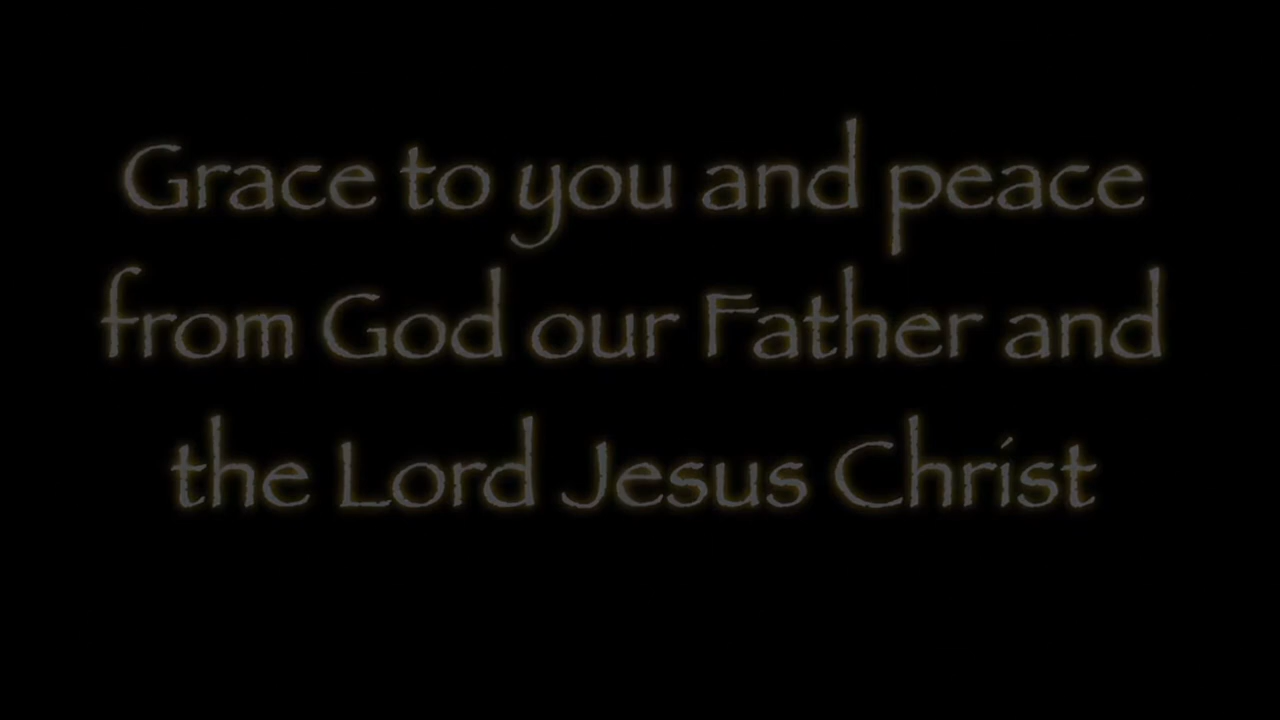 Grace to you and peace
from God our Father and
the Lord Jesus Christ